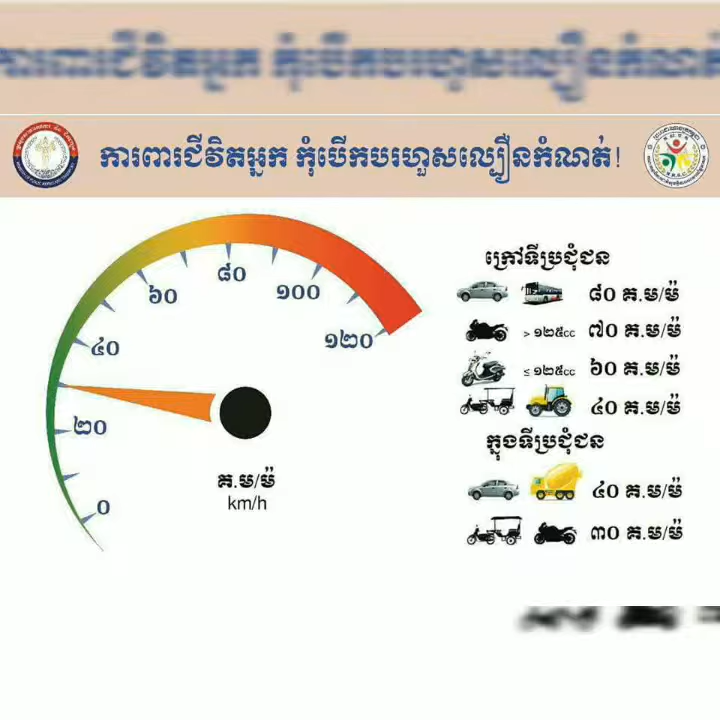 ការពារជីវិតអ្នក កុំបើកបរហួសល្បឿនកំណត់!
០
២០
៤០
៦០
៨០
១០០
១២០
គ.ម/ម៉
km/h
ក្រៅទីប្រជុំជន
៨០ គ.ម/ម៉
> ១២៥cc ៧០ គ.ម/ម៉
≤ ១២៥cc ៦០ គ.ម/ម៉
៤០ គ.ម/ម៉
ក្នុងទីប្រជុំជន
៤០ គ.ម/ម៉
៣០ គ.ម/ម៉